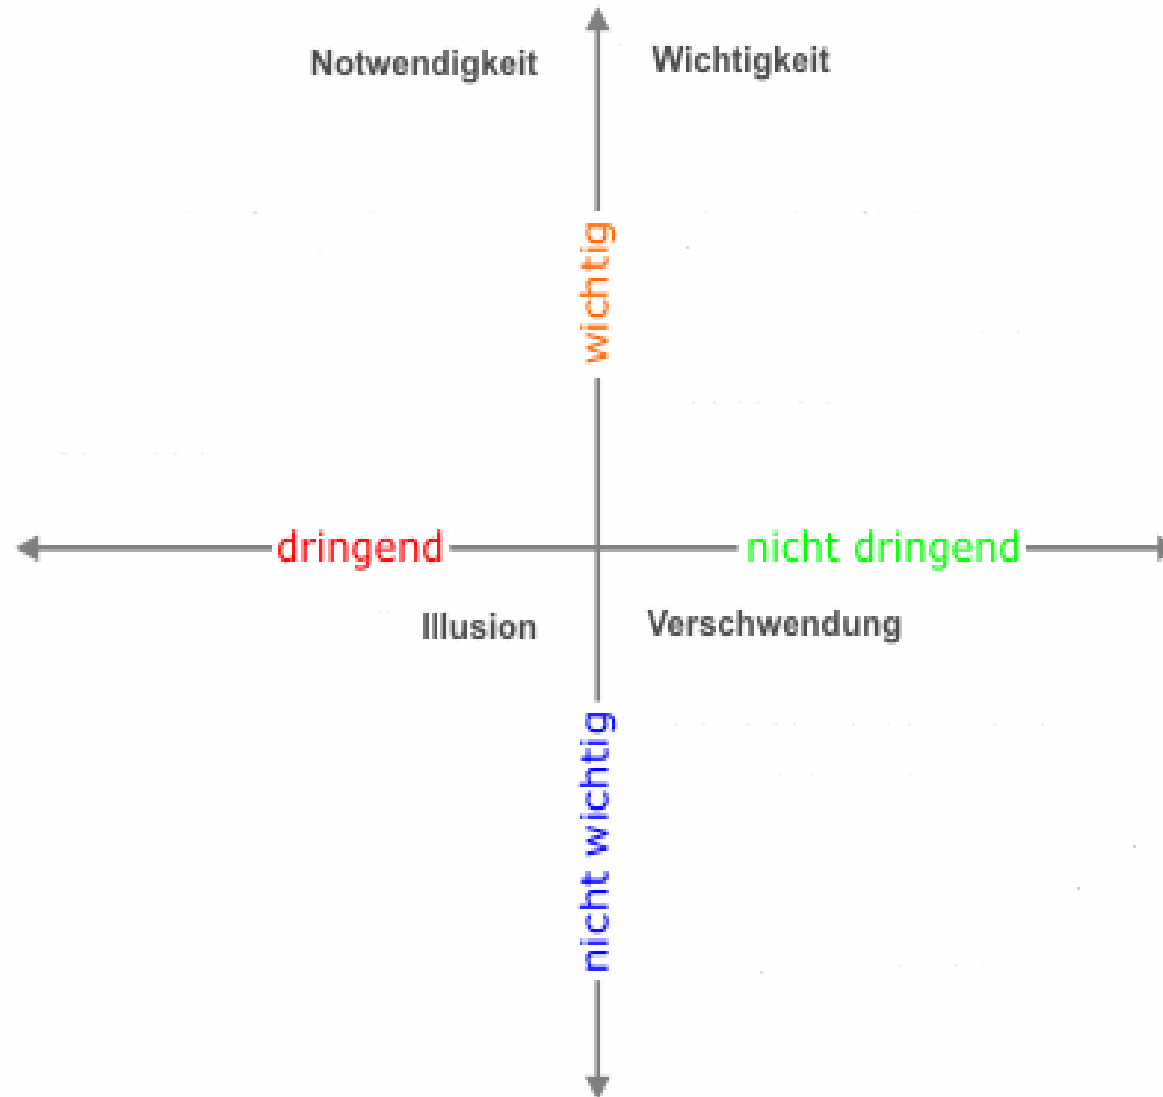 Notwendigkeit
Wichtigkeit
wichtig
dringend
nicht dringend
Illusion
Verschwendung
nicht wichtig